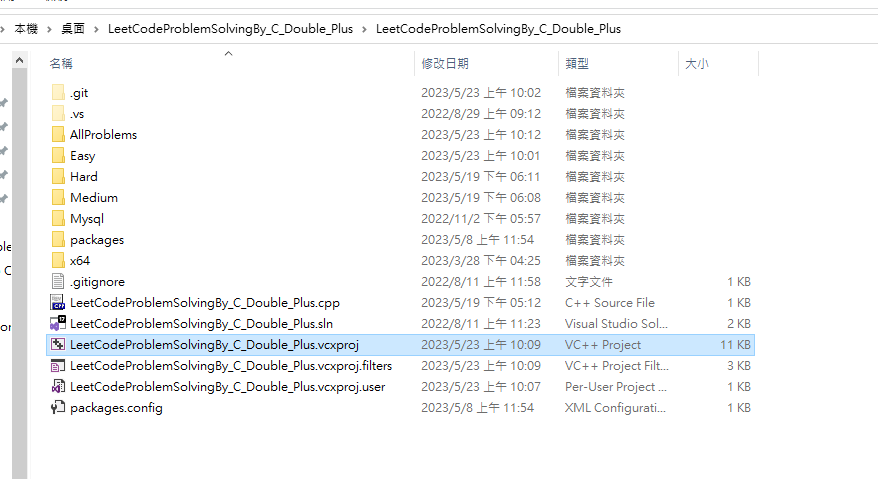 本機 > 桌面 > LeetCodeProblemSolvingBy_C_Double_Plus > LeetCodeProblemSolvingBy_C_Double_Plus
名稱 修改日期 類型 大小
.git 2023/5/23 上午 10:02 檔案資料夾
.vs 2022/8/29 上午 09:12 檔案資料夾
AllProblems 2023/5/23 上午 10:12 檔案資料夾
Easy 2023/5/23 上午 10:01 檔案資料夾
Hard 2023/5/19 下午 06:11 檔案資料夾
Medium 2023/5/19 下午 06:08 檔案資料夾
Mysql 2022/11/2 下午 05:57 檔案資料夾
packages 2023/5/8 上午 11:54 檔案資料夾
x64 2023/3/28 下午 04:25 檔案資料夾
.gitignore 2022/8/11 上午 11:58 文字文件 1 KB
LeetCodeProblemSolvingBy_C_Double_Plus.cpp 2023/5/19 下午 05:12 C++ Source File 1 KB
LeetCodeProblemSolvingBy_C_Double_Plus.sln 2022/8/11 上午 11:23 Visual Studio Sol... 2 KB
LeetCodeProblemSolvingBy_C_Double_Plus.vcxproj 2023/5/23 上午 10:09 VC++ Project 11 KB
LeetCodeProblemSolvingBy_C_Double_Plus.vcxproj.filters 2023/5/23 上午 10:09 VC++ Project Filt... 3 KB
LeetCodeProblemSolvingBy_C_Double_Plus.vcxproj.user 2023/5/23 上午 10:07 Per-User Project ... 1 KB
packages.config 2023/5/8 上午 11:54 XML Configurati... 1 KB